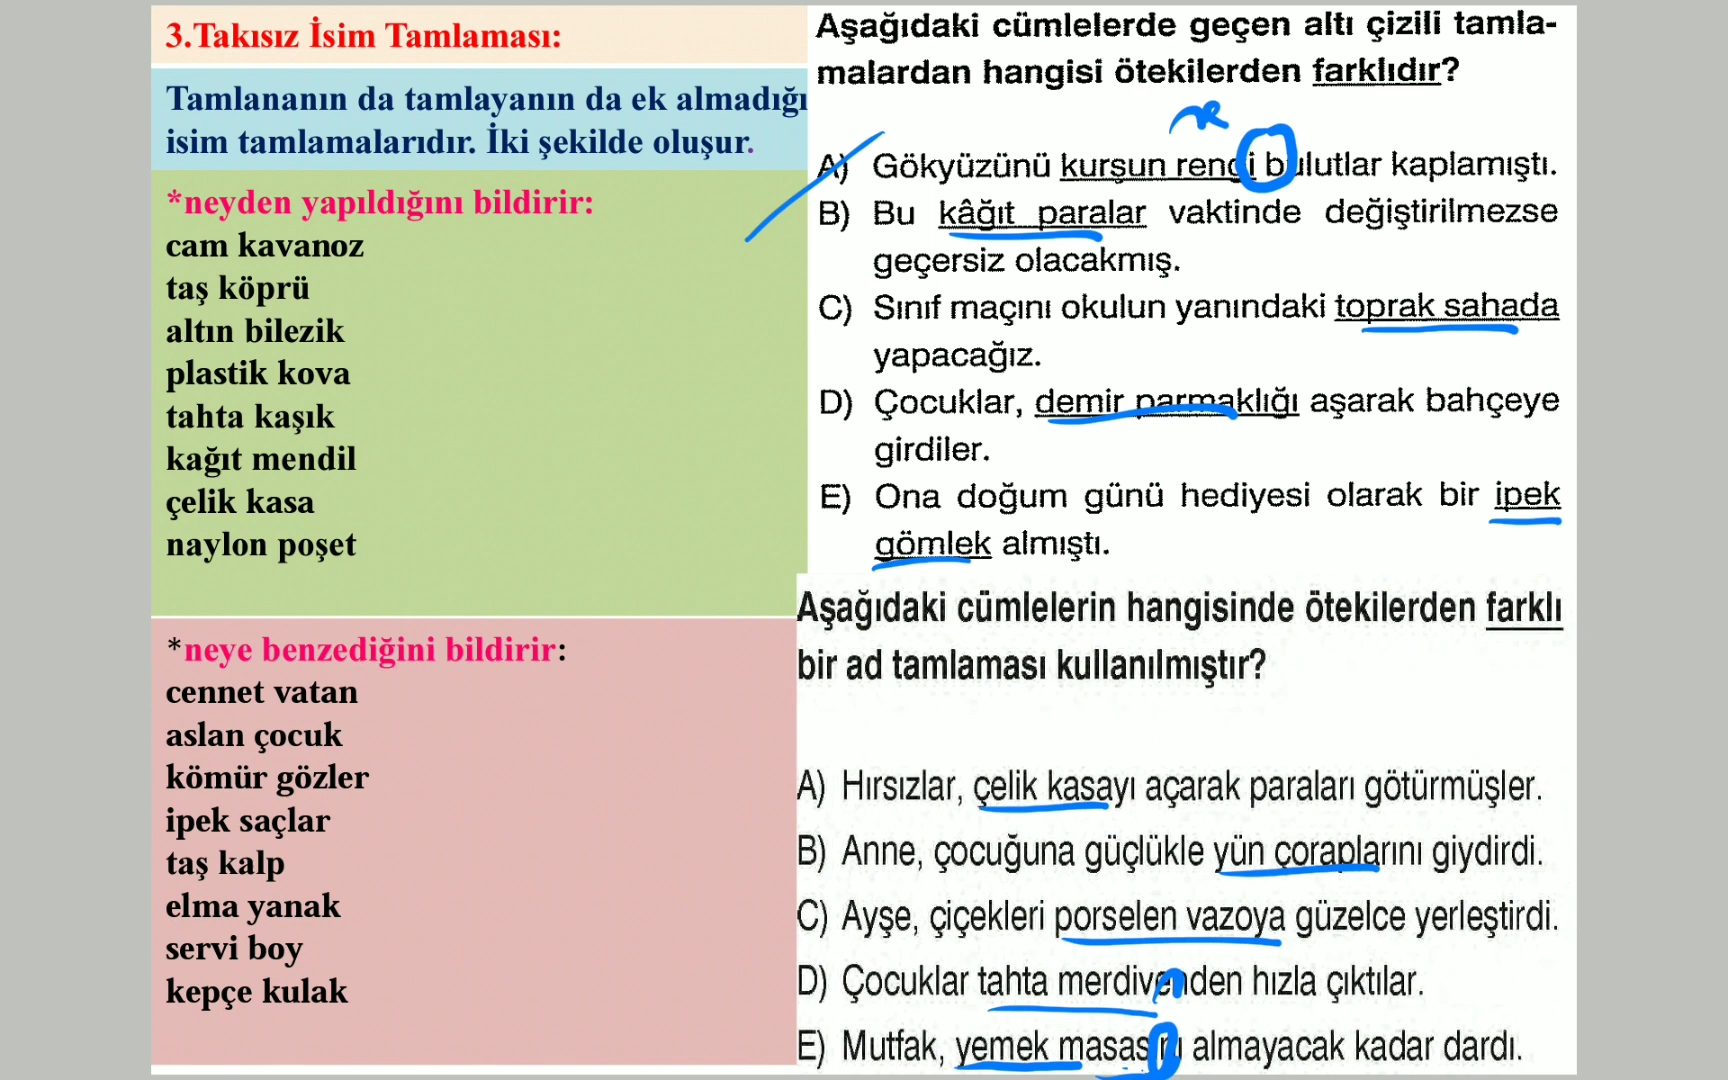 3.Takısız İsim Tamlaması:
Tamlananın da tamlayanın da ek almadığı
isim tamlamalarıdır. İki şekilde oluşur.
*neyden yapıldığını bildirir:
cam kavanoz
taş köprü
altın bilezik
plastik kova
tahta kaşık
kağıt mendil
çelik kasa
naylon poşet
*neye benzediğini bildirir:
cennet vatan
aslan çocuk
kömür gözler
ipek saçlar
taş kalp
elma yanak
servi boy
kepçe kulak
Aşağıdaki cümlelerde geçen altı çizili tamla-
malardan hangisi ötekilerden farklıdır?
A) Gökyüzünü kurşun rengi bulutlar kaplamıştı.
B) Bu kâğıt paralar vaktinde değiştirilmezse
geçersiz olacakmış.
C) Sınıf maçını okulun yanındaki toprak sahada
yapacağız.
D) Çocuklar, demir parmaklığı aşarak bahçeye
girdiler.
E) Ona doğum günü hediyesi olarak bir ipek
gömlek almıştı.
Aşağıdaki cümlelerin hangisinde ötekilerden farklı
bir ad tamlaması kullanılmıştır?
A) Hırsızlar, çelik kasayı açarak paraları götürmüşler.
B) Anne, çocuğuna güçlükle yün çoraplarını giydirdi.
C) Ayşe, çiçekleri porselen vazoya güzelce yerleştirdi.
D) Çocuklar tahta merdivenden hızla çıktılar.
E) Mutfak, yemek masasını almayacak kadar dardı.